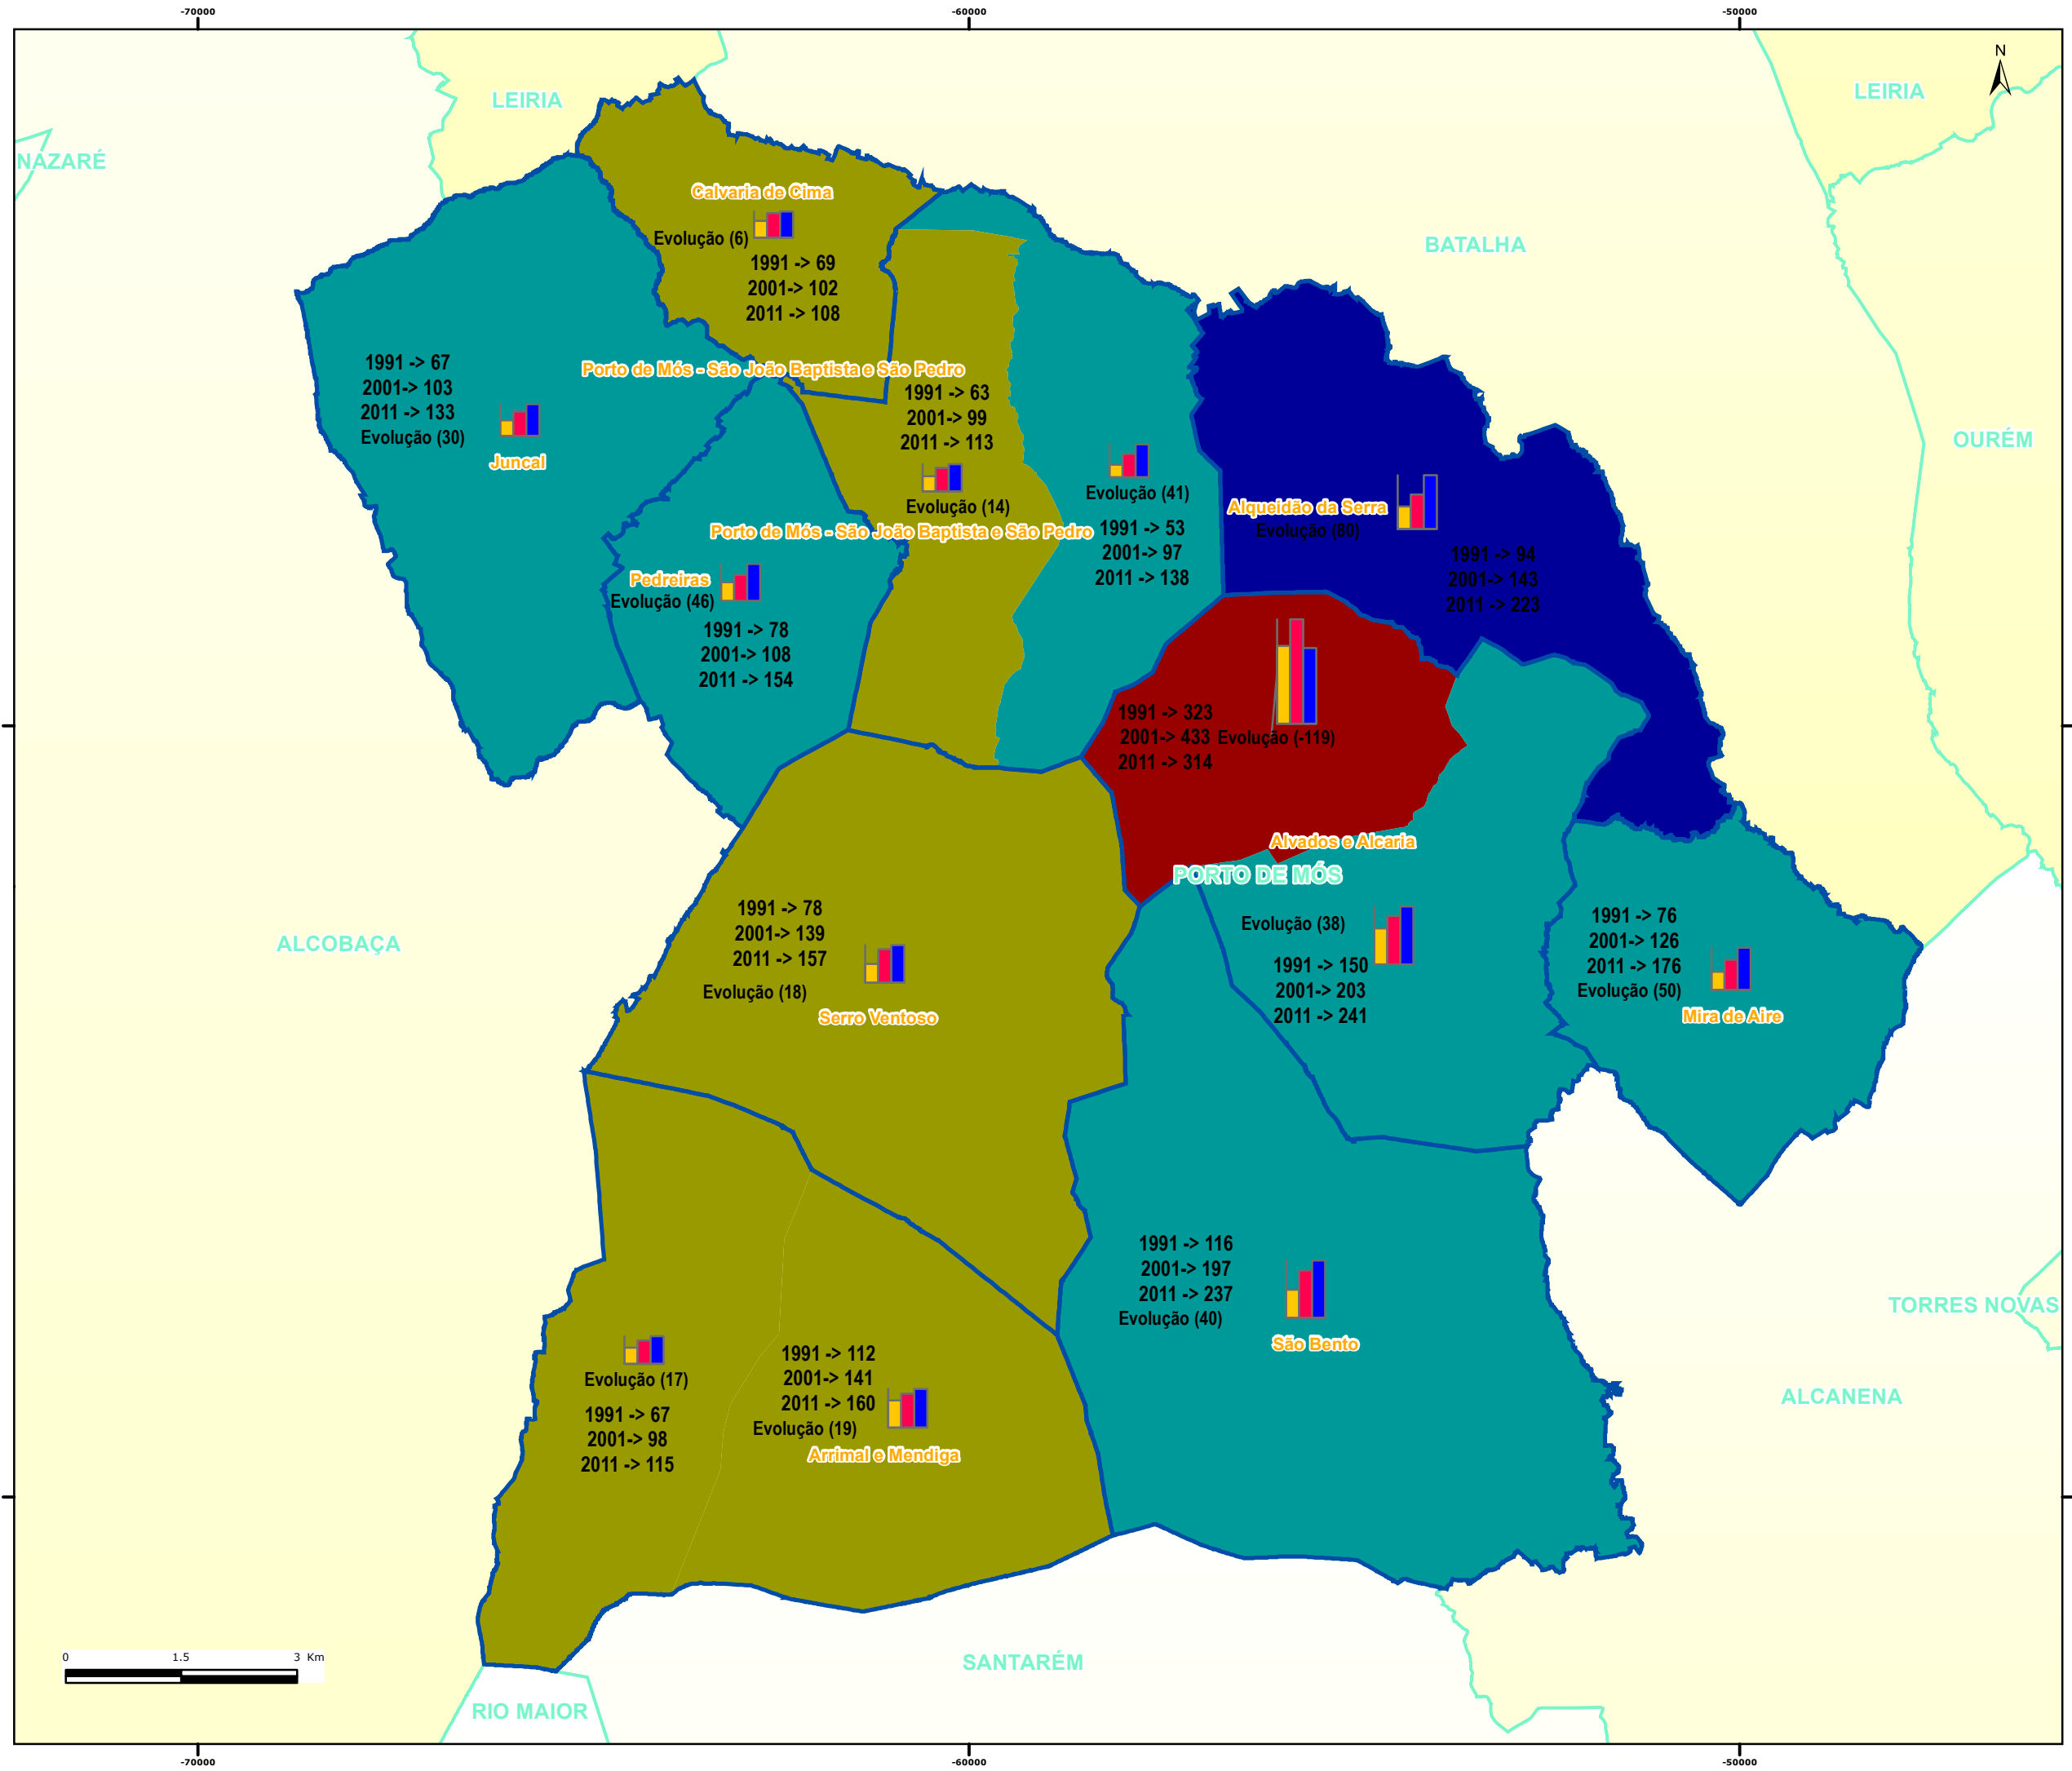 -70000
-60000
-50000
N
LEIRIA
LEIRIA
NAZARÉ
BATALHA
OURÉM
Calvaria de Cima
Evolução (6)
1991 -> 69
2001-> 102
2011 -> 108
1991 -> 67
2001-> 103
2011 -> 133
Evolução (30)
Juncal
Porto de Mós - São João Baptista e São Pedro
1991 -> 63
2001-> 99
2011 -> 113
Evolução (14)
Porto de Mós - São João Baptista e São Pedro
Evolução (41)
1991 -> 53
2001-> 97
2011 -> 138
Alqueidão da Serra
Evolução (80)
1991 -> 94
2001-> 143
2011 -> 223
Pedreiras
Evolução (46)
1991 -> 78
2001-> 108
2011 -> 154
1991 -> 323
2001-> 433
2011 -> 314
Evolução (-119)
Alvados e Alcaria
PORTO DE MÓS
ALCOBAÇA
1991 -> 78
2001-> 139
2011 -> 157
Evolução (18)
Serro Ventoso
Evolução (38)
1991 -> 150
2001-> 203
2011 -> 241
1991 -> 76
2001-> 126
2011 -> 176
Evolução (50)
Mira de Aire
1991 -> 116
2001-> 197
2011 -> 237
Evolução (40)
São Bento
TORRES NOVAS
ALCANENA
Evolução (17)
1991 -> 67
2001-> 98
2011 -> 115
1991 -> 112
2001-> 141
2011 -> 160
Evolução (19)
Arrimal e Mendiga
SANTARÉM
RIO MAIOR
0 1.5 3 Km
-70000
-60000
-50000